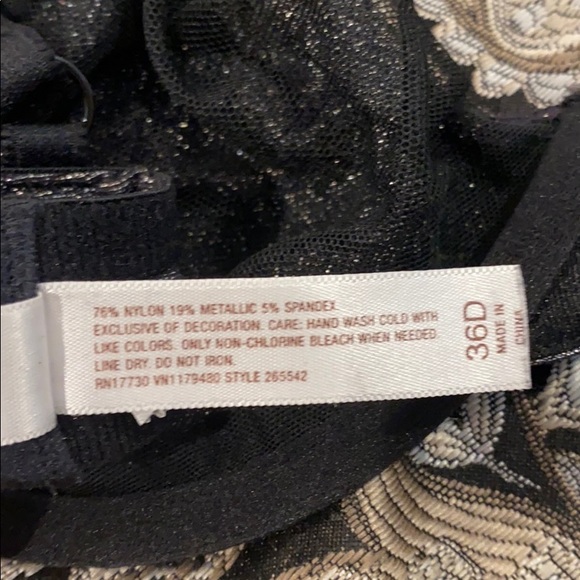 76% NYLON 19% METALLIC 5% SPANDEX
EXCLUSIVE OF DECORATION. CARE: HAND WASH COLD WITH
LIKE COLORS. ONLY NON-CHLORINE BLEACH WHEN NEEDED.
LINE DRY. DO NOT IRON.
RN17730 VN1179480 STYLE 265542
36D
MADE IN
CHINA